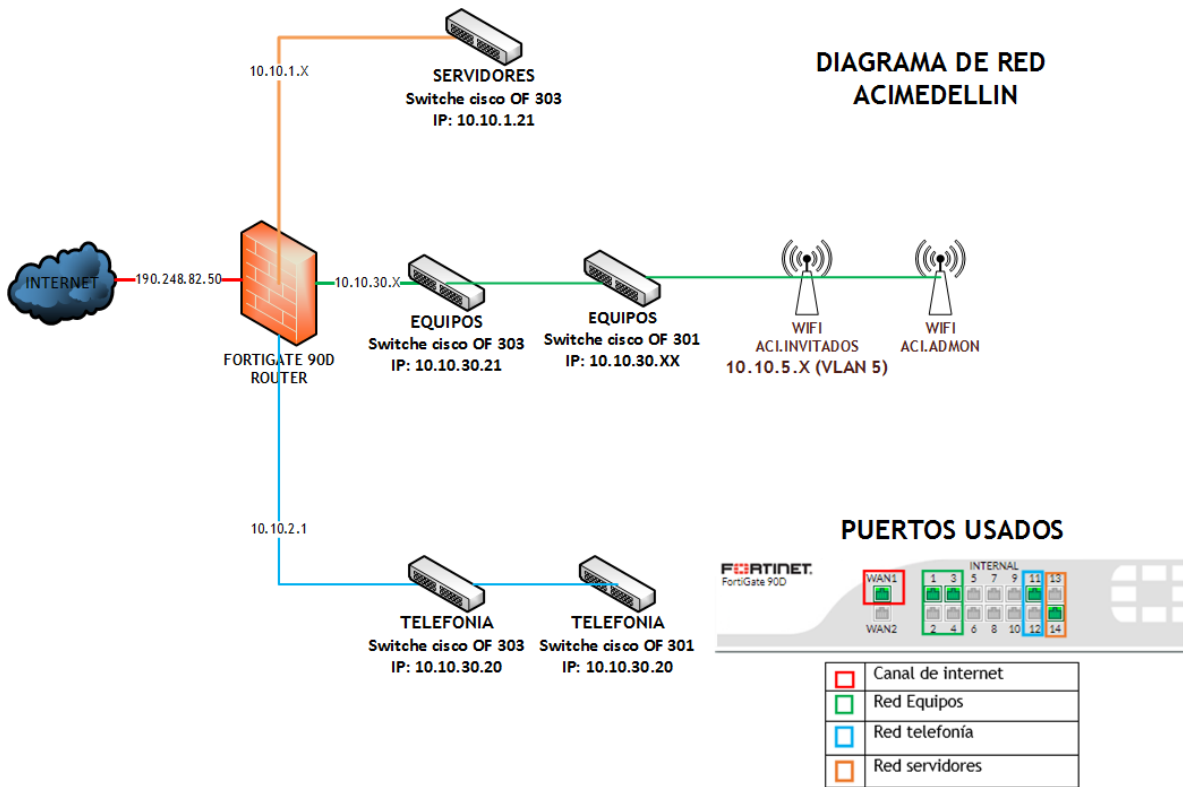 DIAGRAMA DE RED
ACIMEDELLIN
10.10.1.X
SERVIDORES
Switche cisco OF 303
IP: 10.10.1.21
INTERNET
190.248.82.50
FORTIGATE 90D
ROUTER
10.10.30.X
EQUIPOS
Switche cisco OF 303
IP: 10.10.30.21
EQUIPOS
Switche cisco OF 301
IP: 10.10.30.XX
WIFI
ACI.INVITADOS
10.10.5.X (VLAN 5)
WIFI
ACI.ADMON
10.10.2.1
TELEFONIA
Switche cisco OF 303
IP: 10.10.30.20
TELEFONIA
Switche cisco OF 301
IP: 10.10.30.20
PUERTOS USADOS
FORTINET.
FortiGate 90D
INTERNAL
WAN1 1 3 5 7 9 11 13
WAN2 2 4 6 8 10 12 14
Canal de internet
Red Equipos
Red telefonía
Red servidores